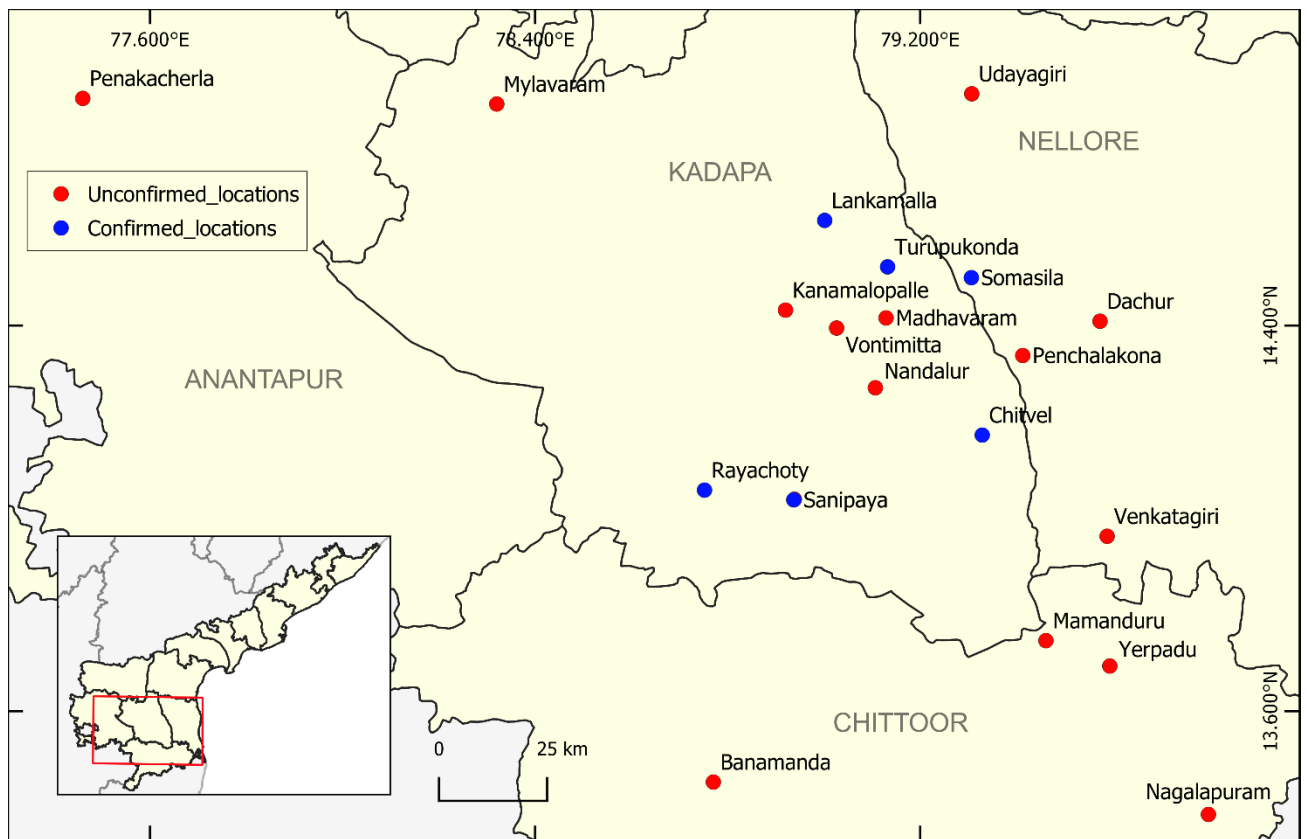 77.600°E
78.400°E
79.200°E
Penakacherla
Mylavaram
Udayagiri
NELLORE
KADAPA
Unconfirmed_locations
Confirmed_locations
Lankamalla
Turupukonda
Somasila
Kanamalopalle
Madhavaram
Dachur
14.400°N
Vontimitta
Penchalakona
ANANTAPUR
Nandalur
Chitvel
Rayachoty
Sanipaya
Venkatagiri
Mamanduru
Yerpadu
13.600°N
CHITTOOR
0
25 km
Banamanda
Nagalapuram